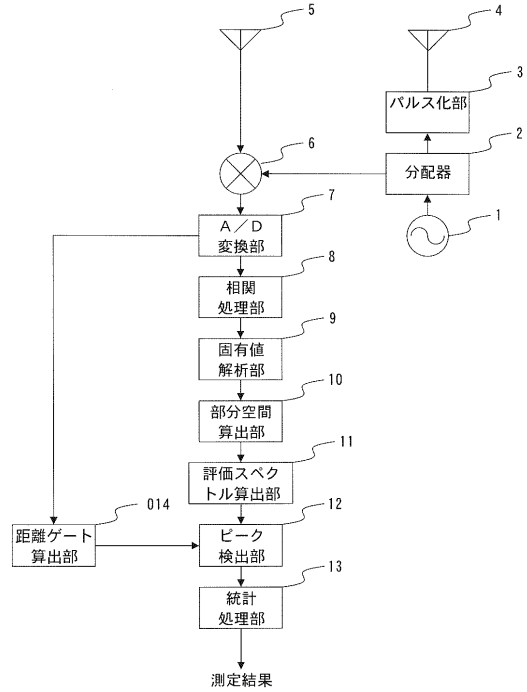 5
4
3
パルス化部
2
分配器
6
1
7
A／D
変換部
8
相関
処理部
9
固有値
解析部
10
部分空間
算出部
11
評価スペク
トル算出部
014
距離ゲート
算出部
12
ピーク
検出部
13
統計
処理部
測定結果